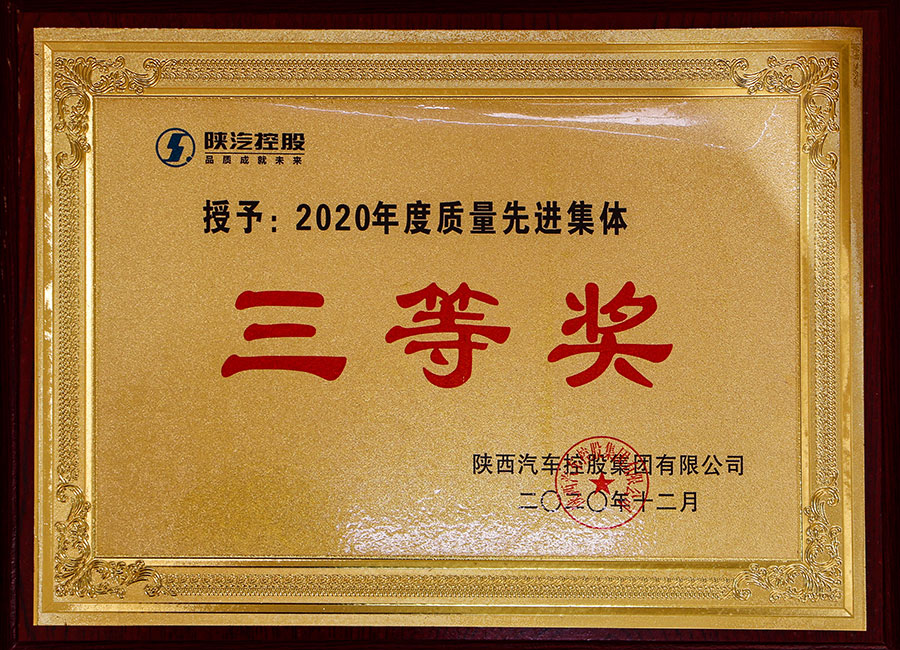 陕汽控股
品质成就未来
授予：2020年度质量先进集体
三等奖
陕西汽车控股集团有限公司
二〇二〇年十二月